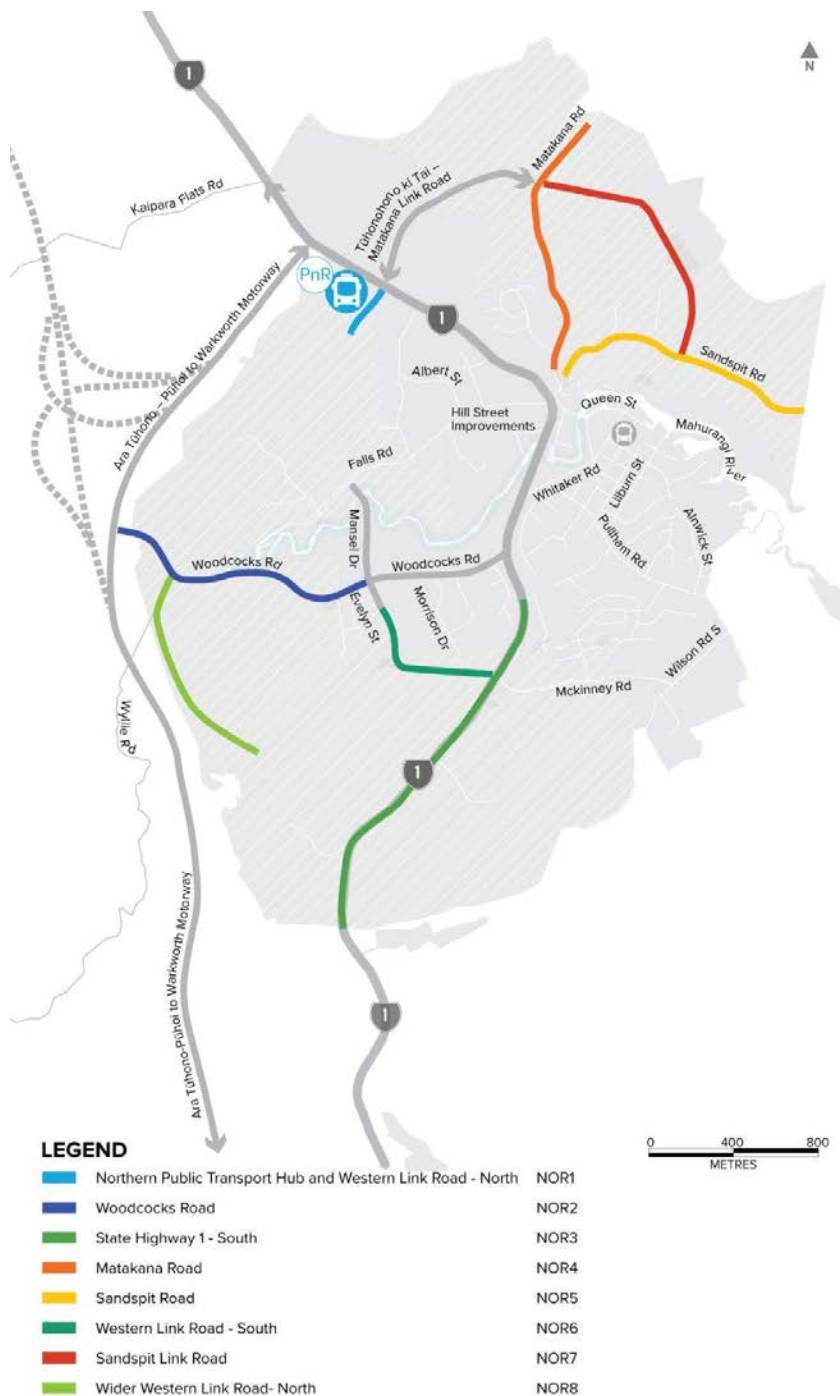 1
N
Matakana Rd
Tūhonohono ki Tai –
Matakana Link Road
Kaipara Flats Rd
PnR
1
Ara Tūhono – Pūhoi to Warkworth Motorway
Sandspit Rd
Albert St
Queen St
Hill Street
Improvements
Mahurangi
River
Falls Rd
Whitaker Rd
Lilburn St
Mansel Dr
Alnwick St
Pulham Rd
Woodcocks Rd
Woodcocks Rd
Evelyn St
Morrison Dr
Wilson Rd S
Mckinney Rd
Wyllie Rd
1
Ara Tūhono-Pūhoi to Warkworth Motorway
1
LEGEND
0 400 800
METRES
Northern Public Transport Hub and Western Link Road - North NOR1
Woodcocks Road NOR2
State Highway 1 - South NOR3
Matakana Road NOR4
Sandspit Road NOR5
Western Link Road - South NOR6
Sandspit Link Road NOR7
Wider Western Link Road- North NOR8